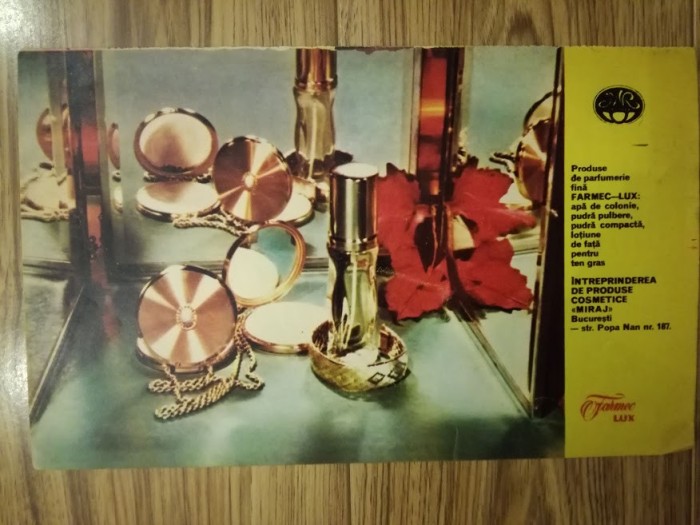 Produse
de parfumerie
fină
FARMEC—LUX:
apă de colonie,
pudră pulbere,
pudră compactă,
loțiune
de față
pentru
ten gras
ÎNTREPRINDEREA
DE PRODUSE
COSMETICE
«MIRAJ»
București
— str. Popa Nan nr. 187.
Farmec
LUX